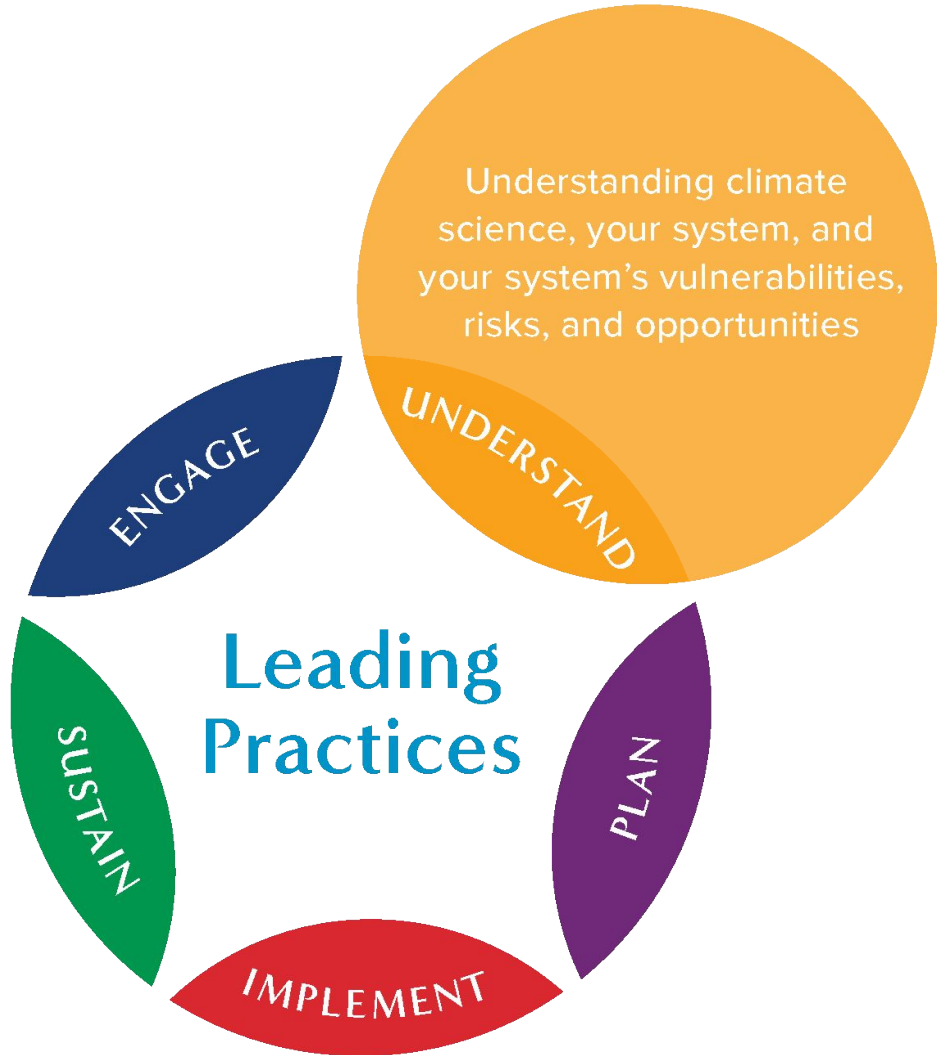 Understanding climate
science, your system, and
your system’s vulnerabilities,
risks, and opportunities
UNDERSTAND
ENGAGE
Leading
Practices
PLAN
SUSTAIN
IMPLEMENT